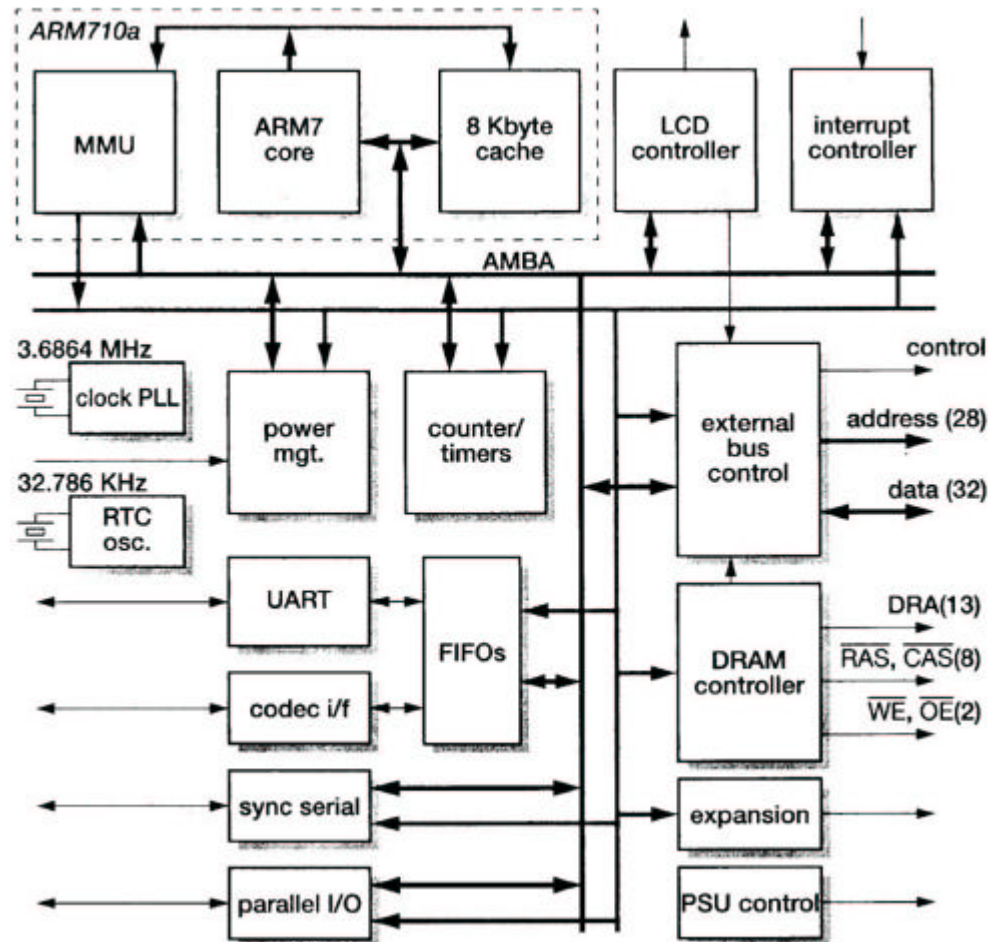 ARM710a
MMU
ARM7
core
8 Kbyte
cache
LCD
controller
interrupt
controller
AMBA
3.6864 MHz
clock PLL
32.786 KHz
RTC
osc.
power
mgt.
counter/
timers
external
bus
control
control
address (28)
data (32)
UART
FIFOs
codec i/f
sync serial
parallel I/O
DRAM
controller
DRA(13)
RAS, CAS(8)
WE, OE(2)
expansion
PSU control